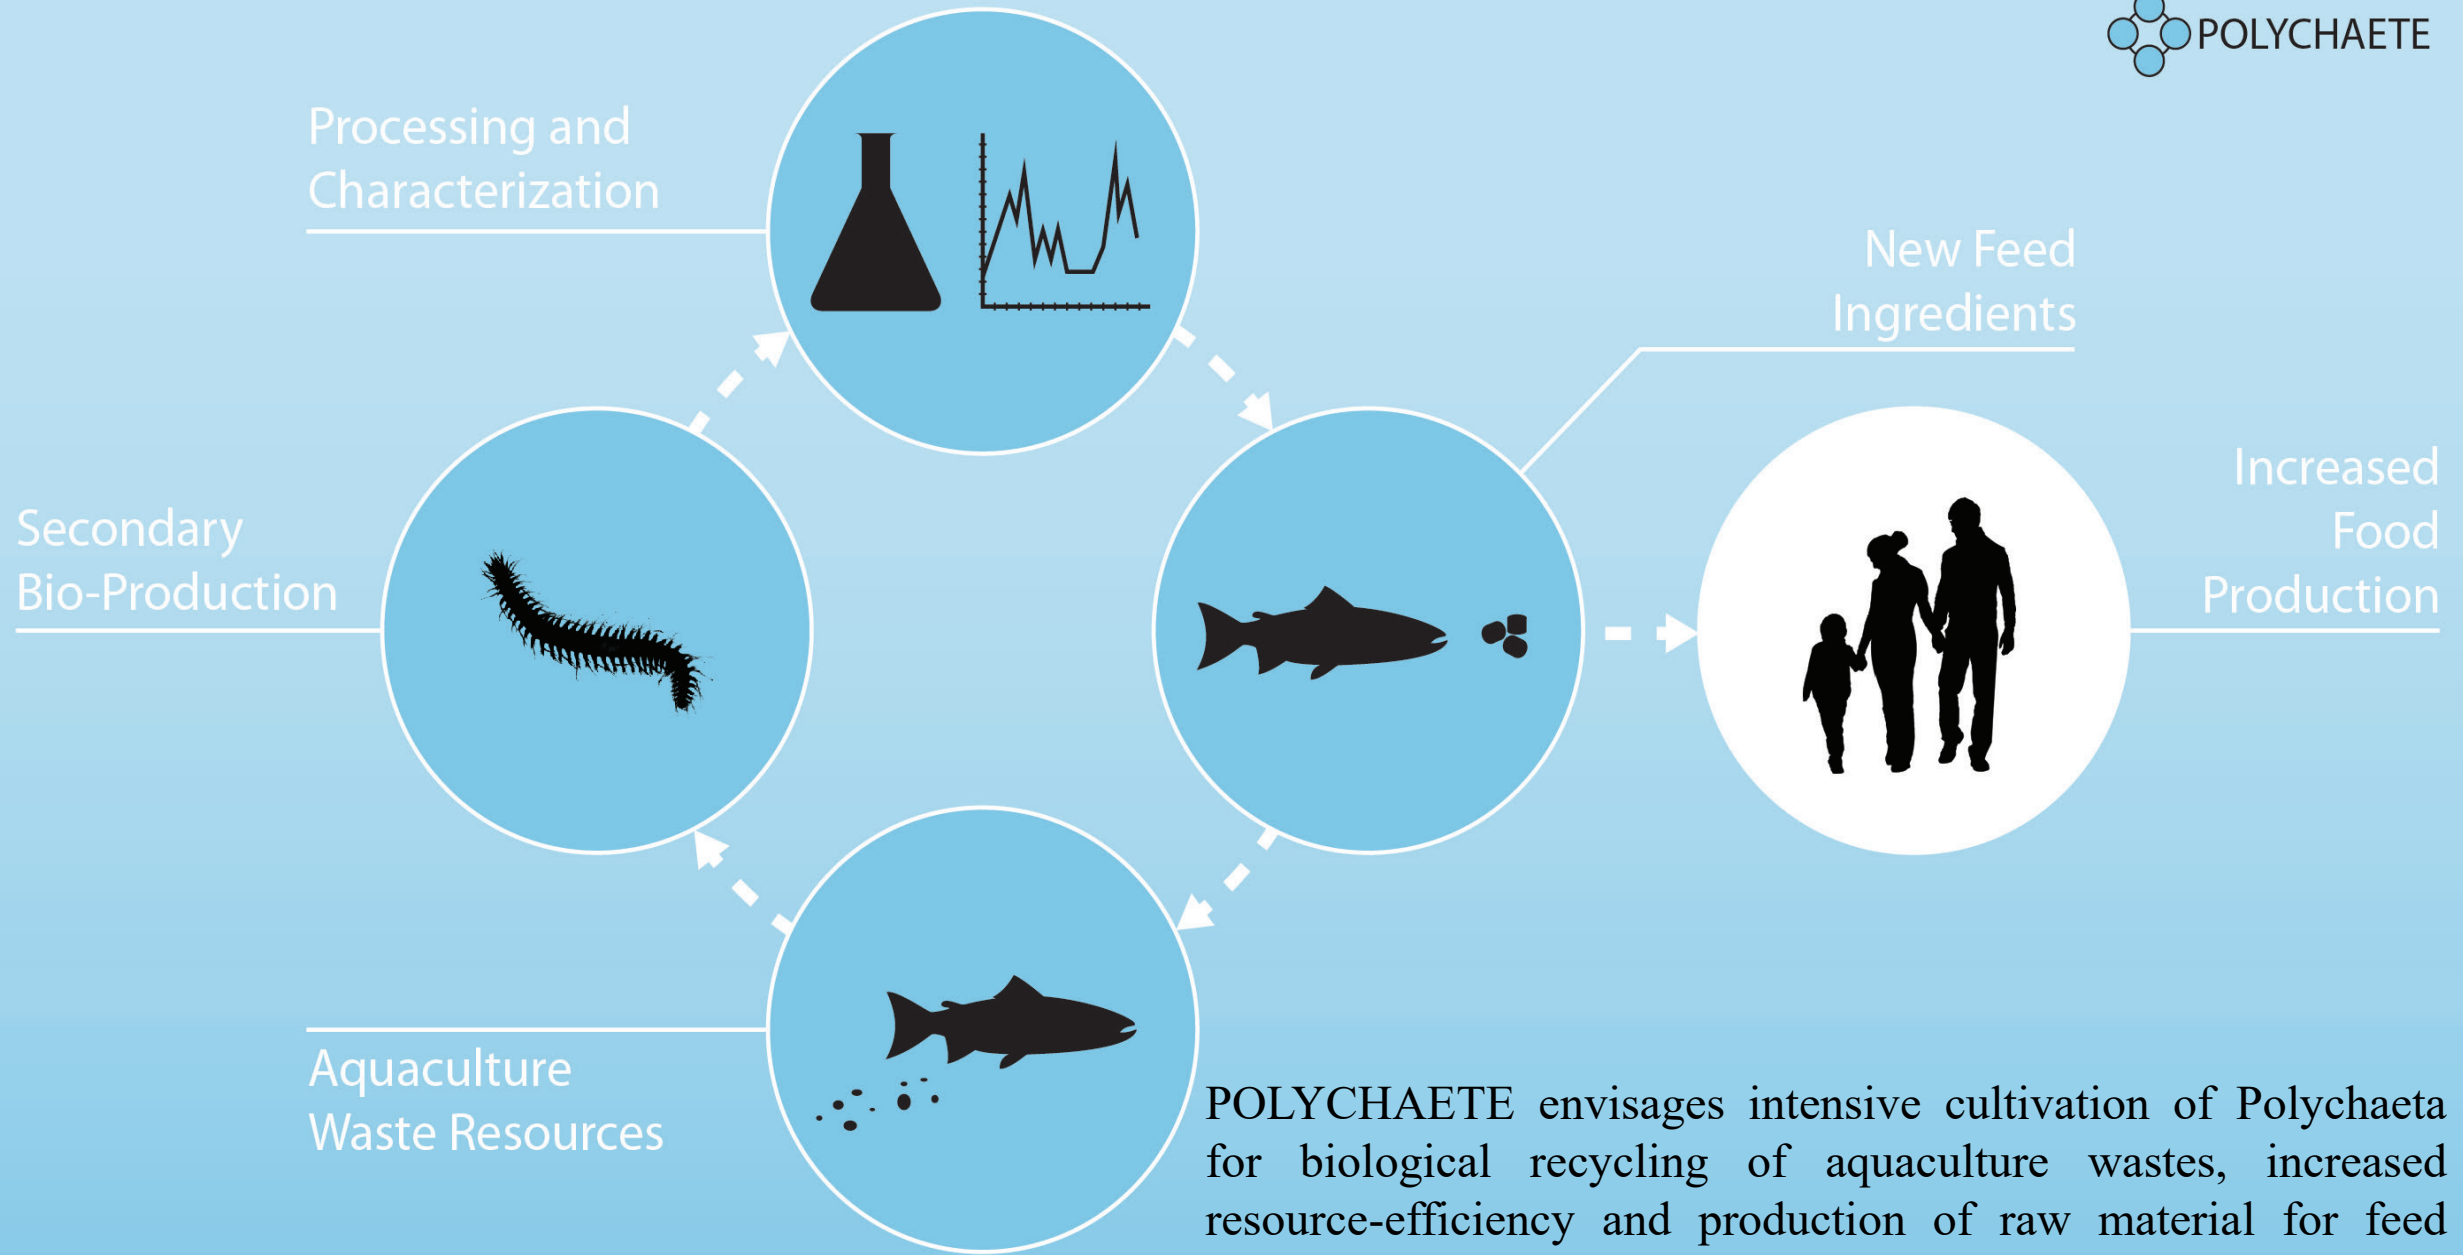 POLYCHAETE
Processing and
Characterization
New Feed
Ingredients
Increased
Food
Production
Secondary
Bio-Production
Aquaculture
Waste Resources
POLYCHAETE envisages intensive cultivation of Polychaeta
for biological recycling of aquaculture wastes, increased
resource-efficiency and production of raw material for feed